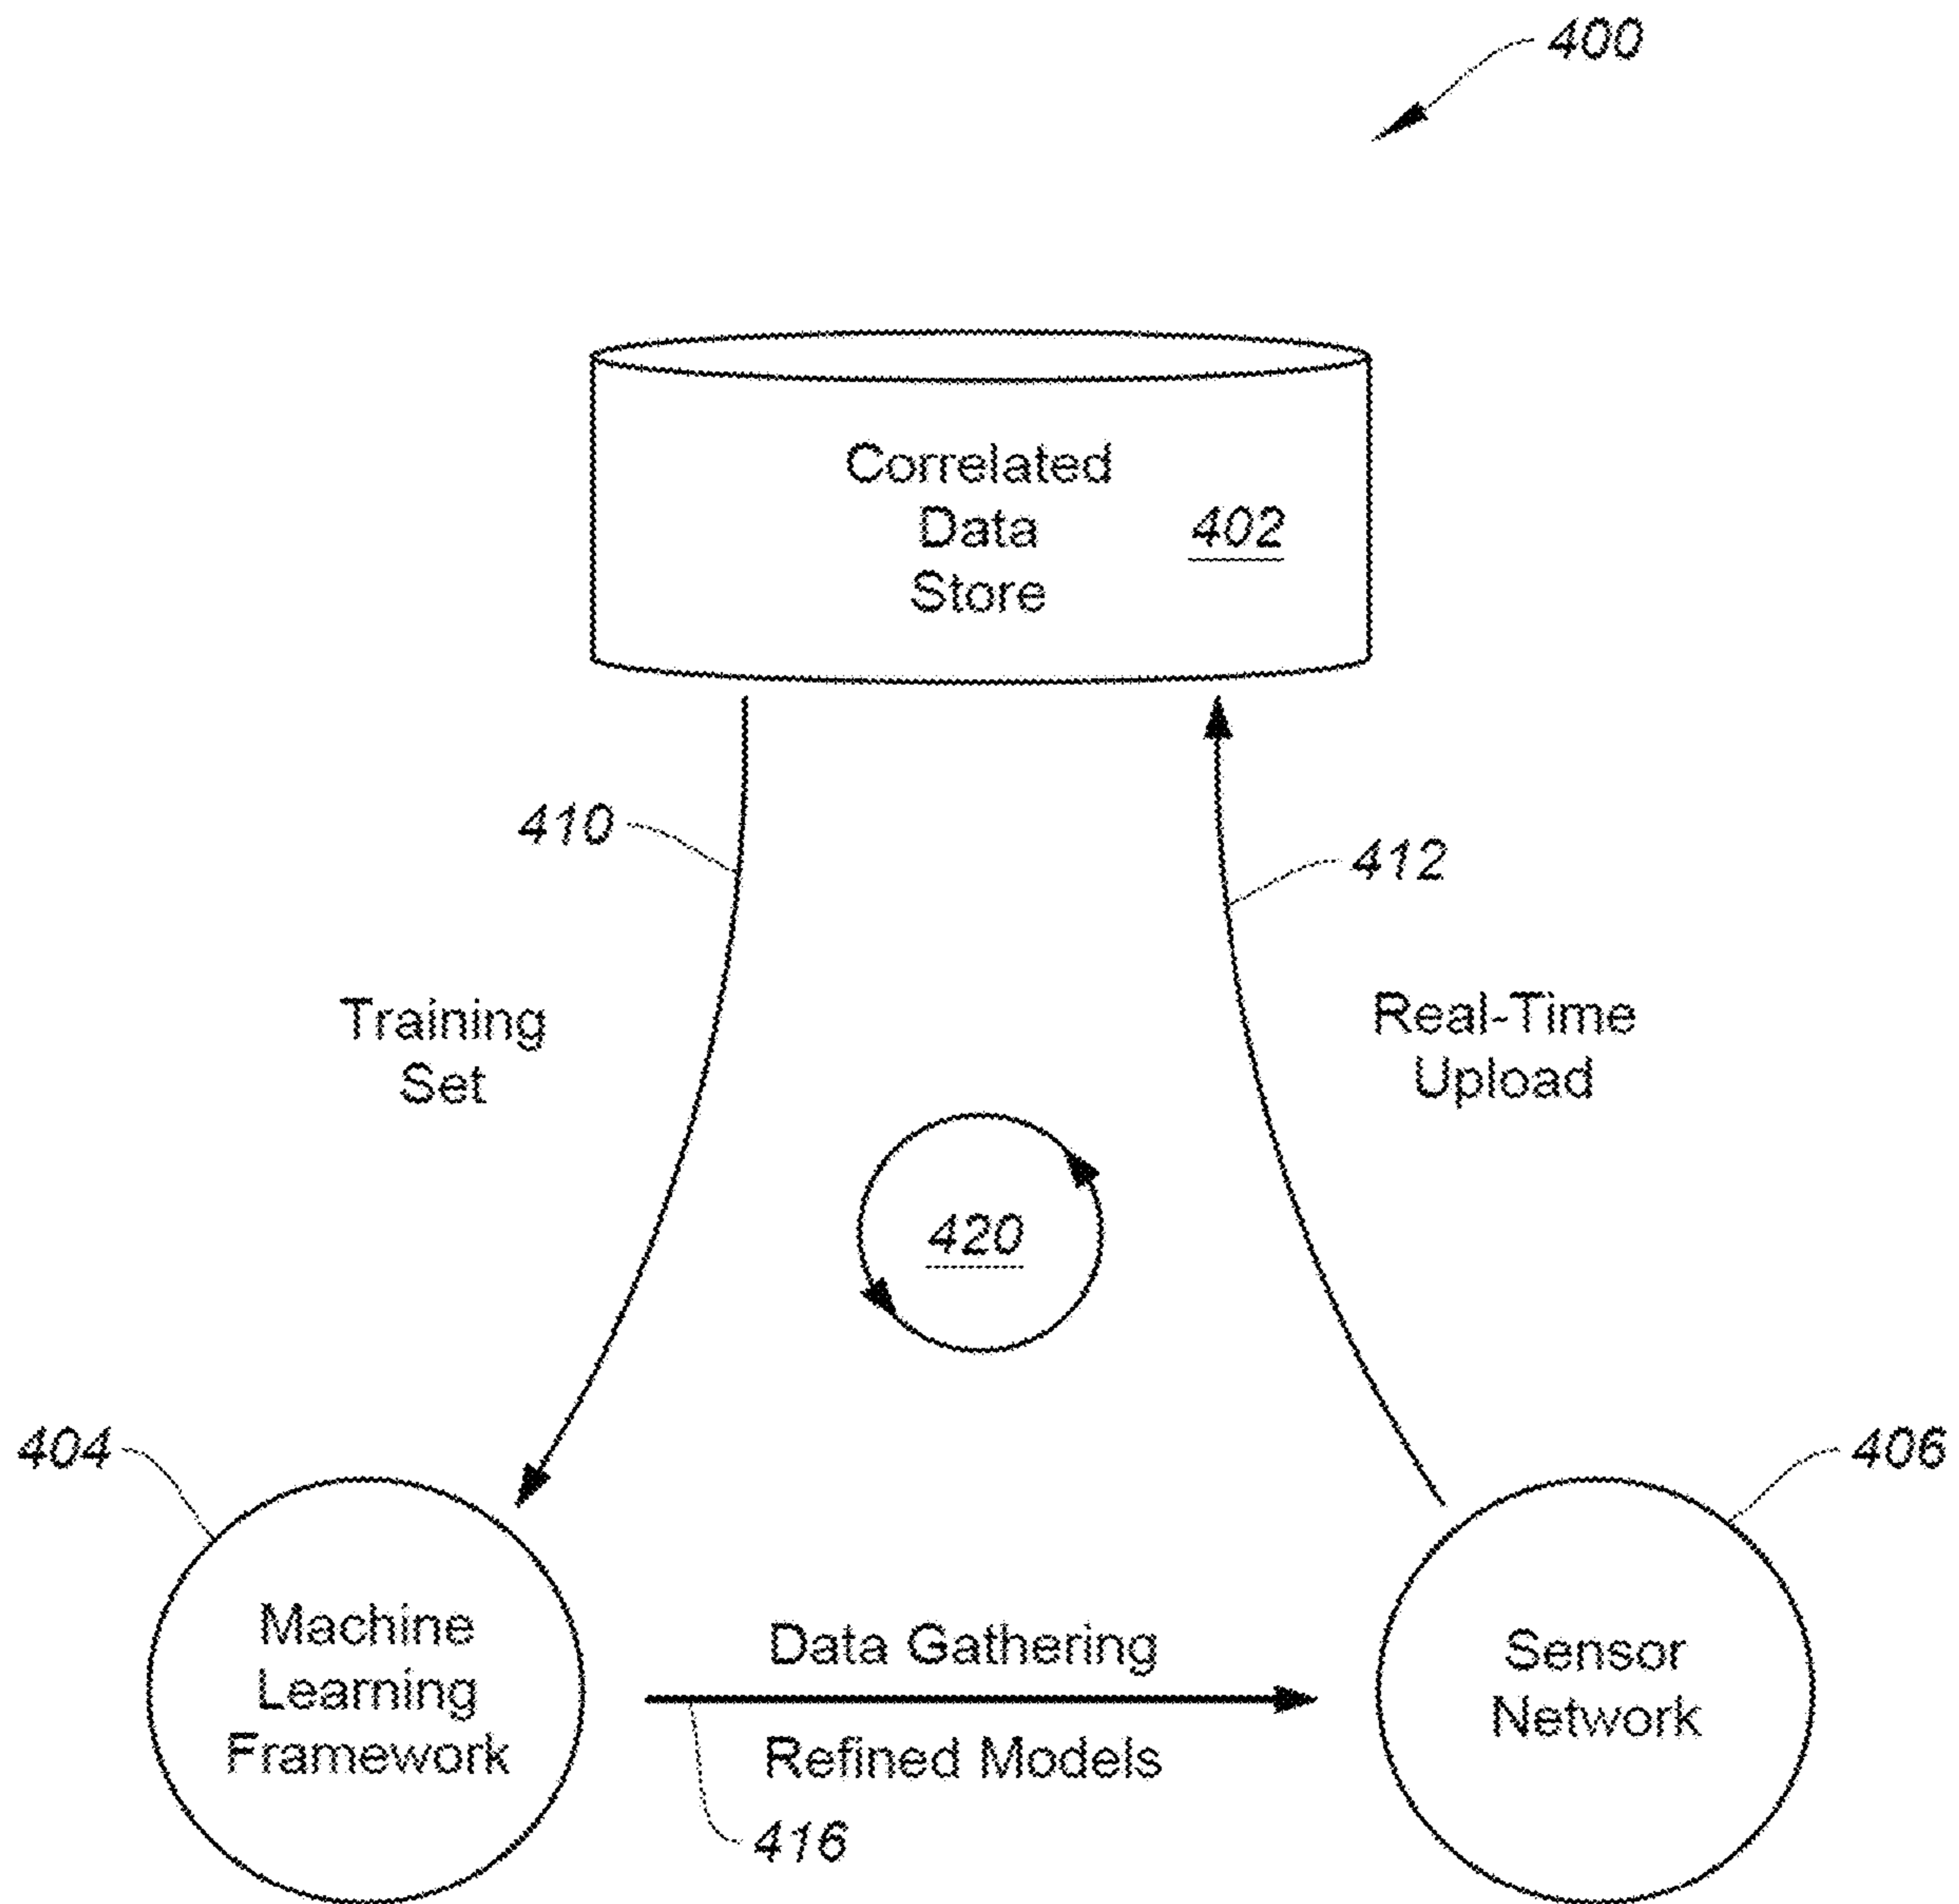 400
Correlated
Data
Store
402
410
412
Training
Set
Real-Time
Upload
420
404
406
Machine
Learning
Framework
Data Gathering
Refined Models
416
Sensor
Network